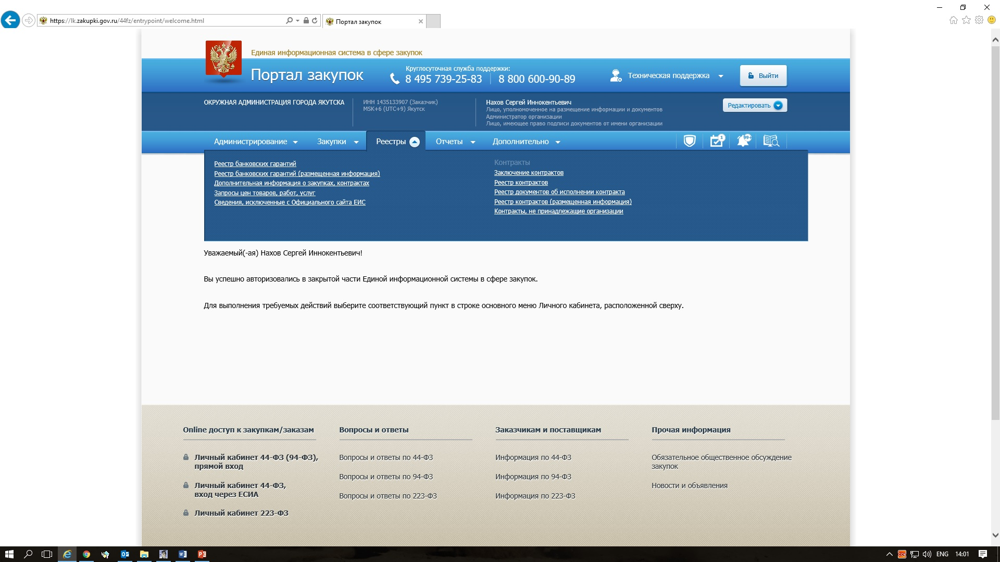 https://lk.zakupki.gov.ru/44fz/entrypoint/welcome.html
Портал закупок
Единая информационная система в сфере закупок
Портал закупок
Круглосуточная служба поддержки:
8 495 739-25-83
8 800 600-90-89
Техническая поддержка
Выйти
ОКРУЖНАЯ АДМИНИСТРАЦИЯ ГОРОДА ЯКУТСКА
ИНН 1435133907 (Заказчик)
MSK+6 (UTC+9) Якутск
Нахов Сергей Иннокентьевич
Лицо, уполномоченное на размещение информации и документов
Администратор организации
Лицо, имеющее право подписи документов от имени организации
Редактировать
Администрирование
Закупки
Реестры
Отчеты
Дополнительно
1
99+
Реестр банковских гарантий
Реестр банковских гарантий (размещенная информация)
Дополнительная информация о закупках, контрактах
Запросы цен товаров, работ, услуг
Сведения, исключенные с Официального сайта ЕИС
Контракты
Заключение контрактов
Реестр контрактов
Реестр документов об исполнении контракта
Реестр контрактов (размещенная информация)
Контракты, не принадлежащие организации
Уважаемый(-ая) Нахов Сергей Иннокентьевич!
Вы успешно авторизовались в закрытой части Единой информационной системы в сфере закупок.
Для выполнения требуемых действий выберите соответствующий пункт в строке основного меню Личного кабинета, расположенной сверху.
Online доступ к закупкам/заказам
Личный кабинет 44-ФЗ (94-ФЗ),
прямой вход
Личный кабинет 44-ФЗ,
вход через ЕСИА
Личный кабинет 223-ФЗ
Вопросы и ответы
Вопросы и ответы по 44-ФЗ
Вопросы и ответы по 94-ФЗ
Вопросы и ответы по 223-ФЗ
Заказчикам и поставщикам
Информация по 44-ФЗ
Информация по 94-ФЗ
Информация по 223-ФЗ
Прочая информация
Обязательное общественное обсуждение
закупок
Новости и объявления
ENG
14:01